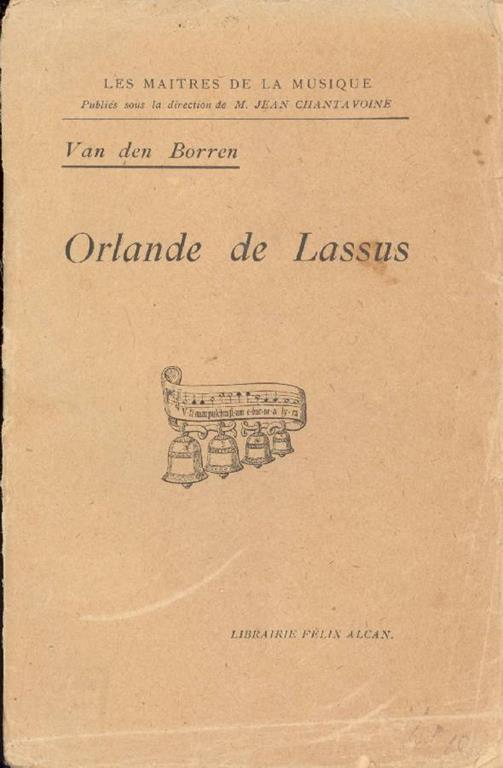 LES MAITRES DE LA MUSIQUE
Publiés sous la direction de M. JEAN CHANTAVOINE
Van den Borren
Orlande de Lassus
LIBRAIRIE FÉLIX ALCAN.